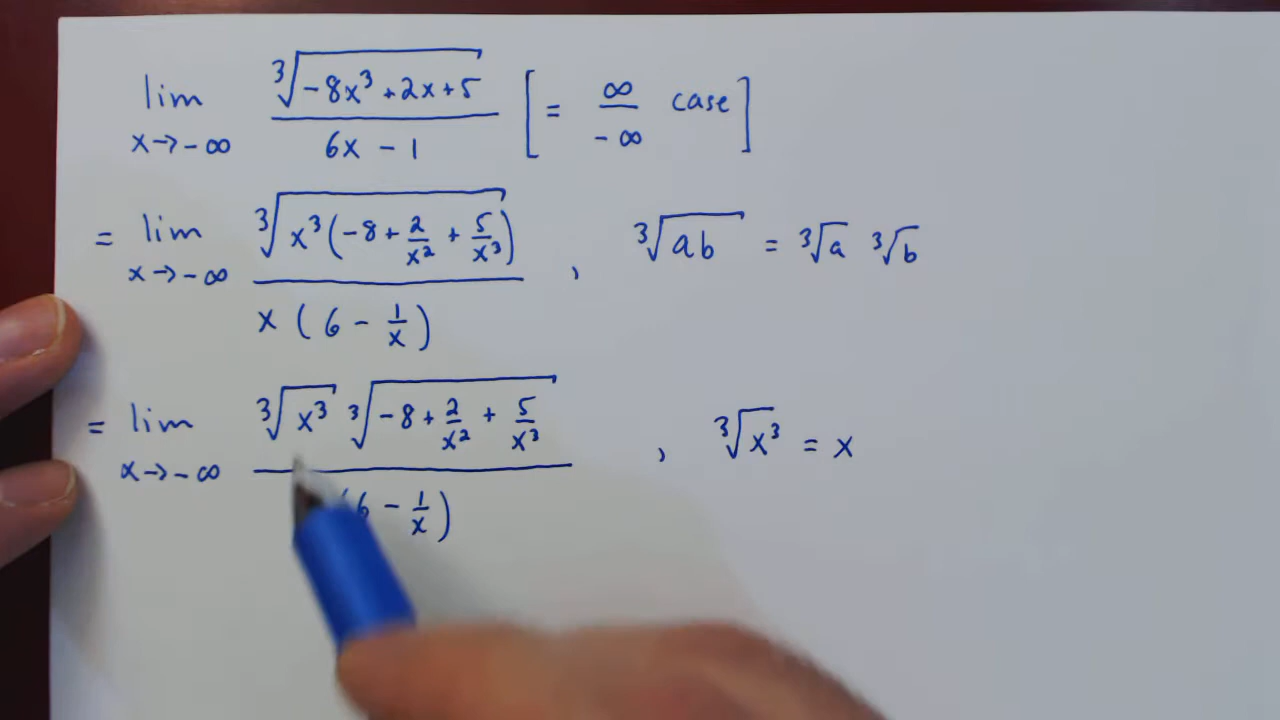 lim x→-∞ ∛(-8x³+2x+5) / (6x - 1) [= ∞/-∞ case]
= lim x→-∞ ∛(x³(-8+2/x²+5/x³)) / x(6 - 1/x) , ∛(ab) = ∛a ∛b
= lim x→-∞ ∛(x³) ∛(-8+2/x²+5/x³) / (6 - 1/x) , ∛(x³) = x